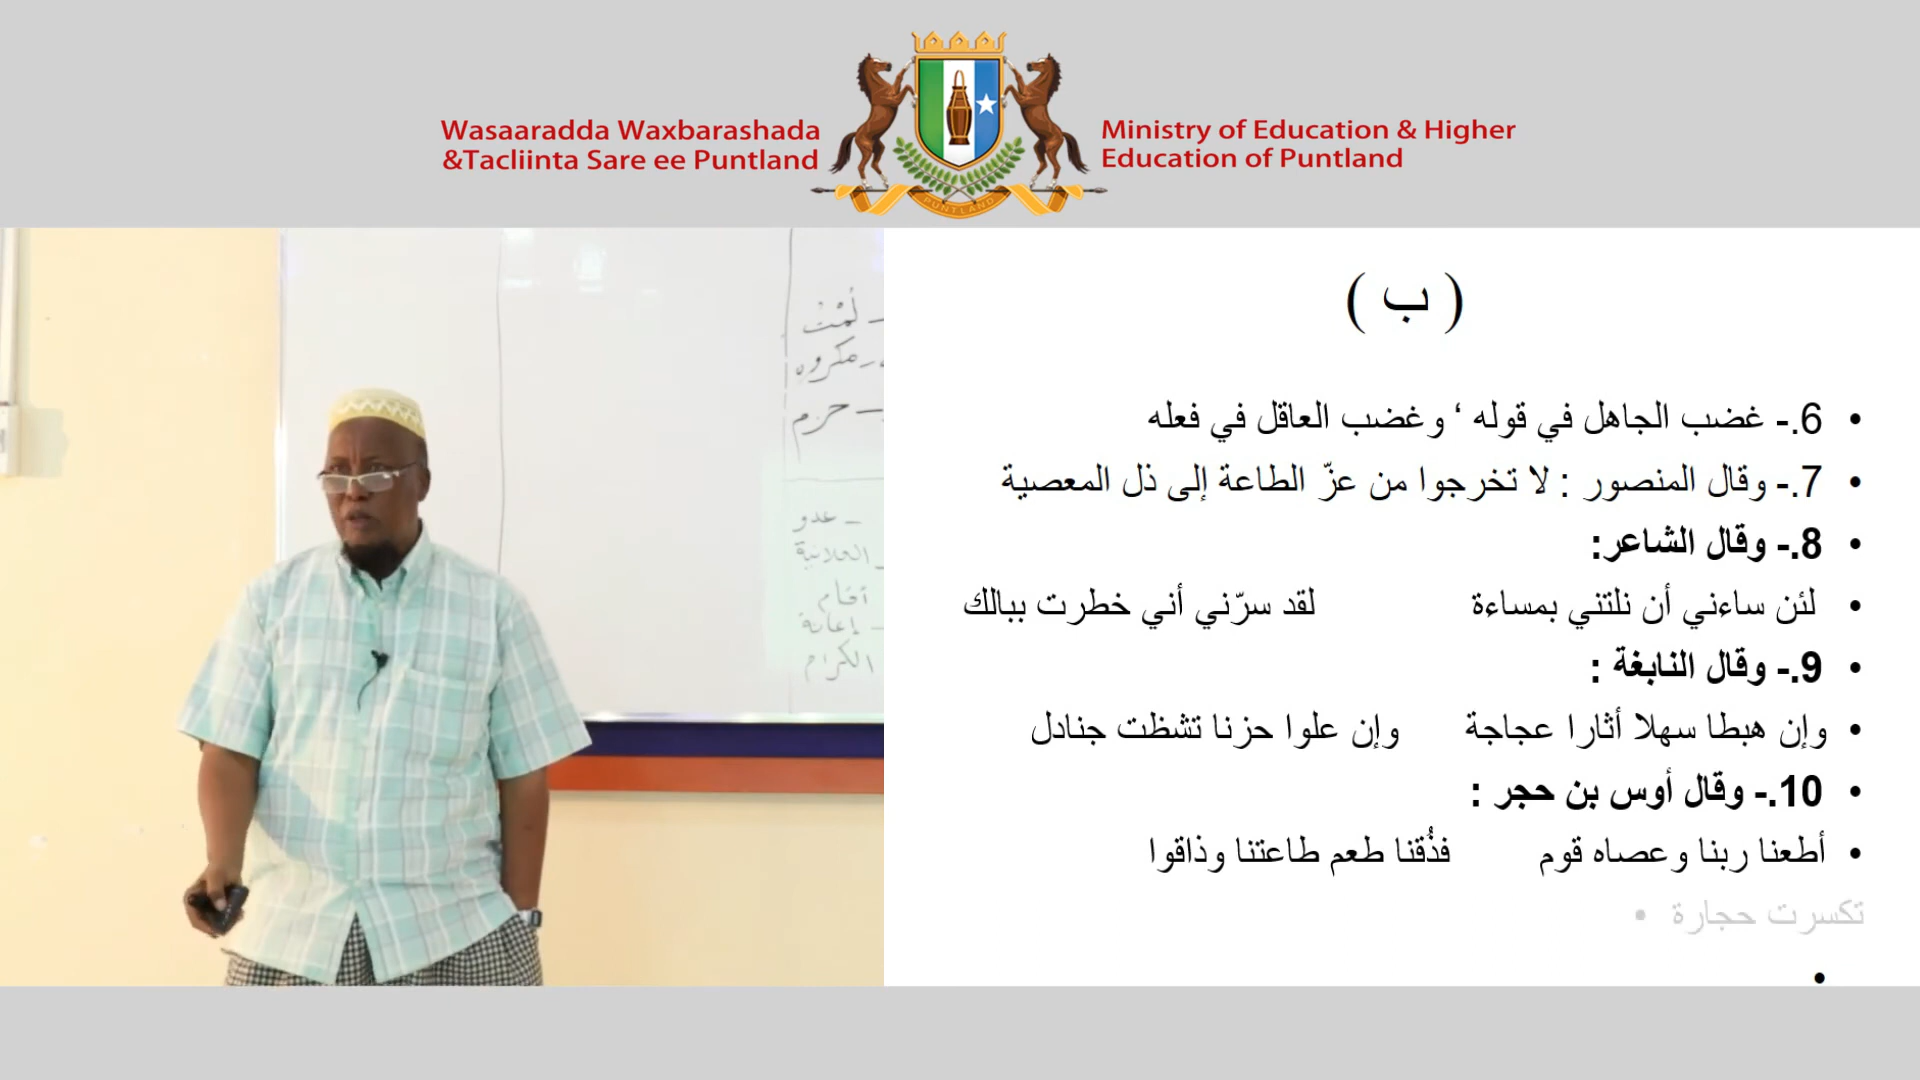 Wasaaradda Waxbarashada
&Tacliinta Sare ee Puntland
Ministry of Education & Higher
Education of Puntland
PUNTLAND
( ب )
6.- غضب الجاهل في قوله ‘ وغضب العاقل في فعله
7.- وقال المنصور : لا تخرجوا من عزّ الطاعة إلى ذل المعصية
8.- وقال الشاعر:
لئن ساءني أن نلتني بمساءة لقد سرّني أني خطرت ببالك
9.- وقال النابغة :
وإن هبطا سهلا أثارا عجاجة وإن علوا حزنا تشظت جنادل
10.- وقال أوس بن حجر :
أطعنا ربنا وعصاه قوم فذُقنا طعم طاعتنا وذاقوا
تكسرت حجارة
مكروه
حزم
عدو
العلانية
أقام
إعانة
الكرام